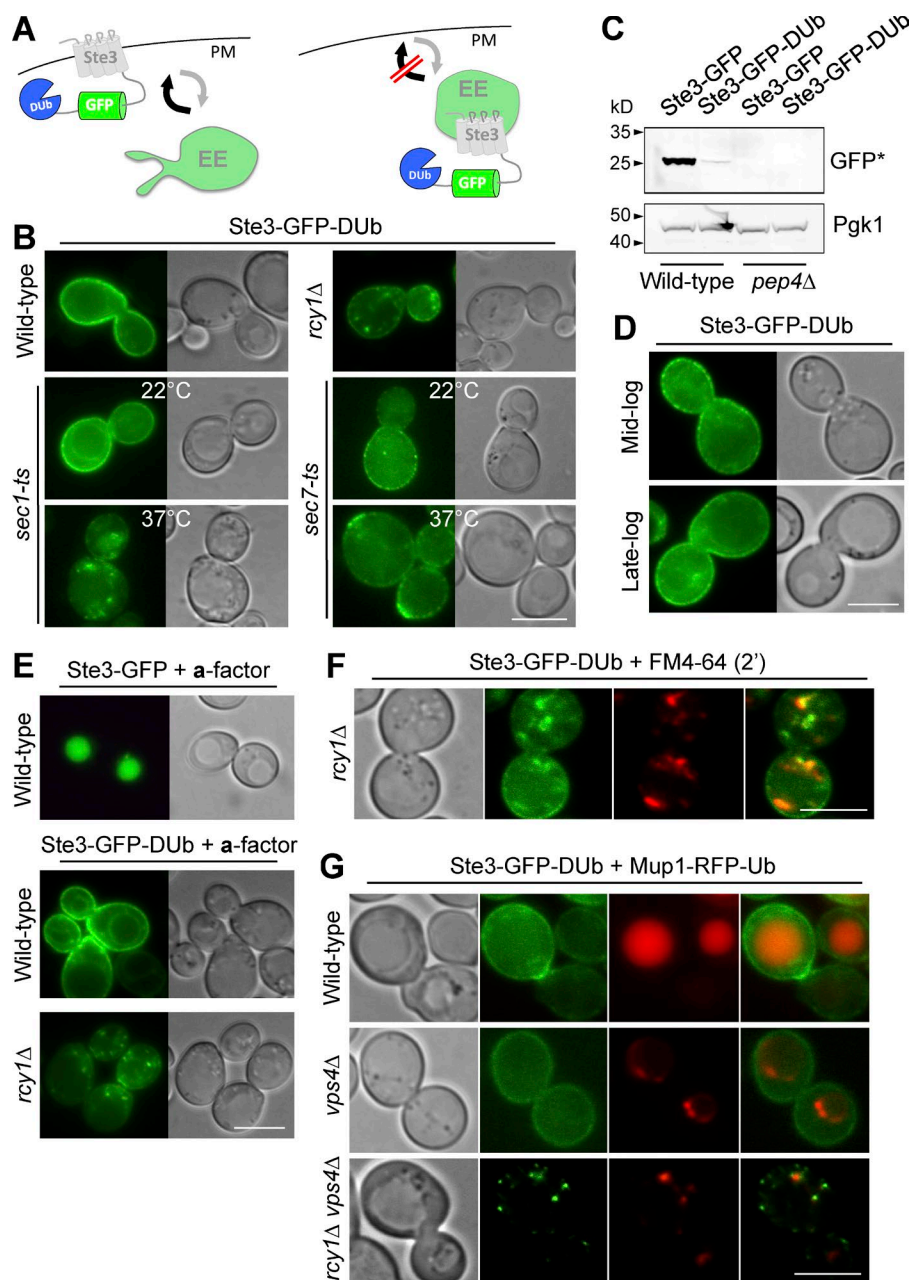 A
PM
Ste3
DUb
GFP
EE
PM
EE
Ste3
DUb
GFP
B
Ste3-GFP-DUb
Wild-type
rcy1Δ
sec1-ts
22°C
37°C
sec7-ts
22°C
37°C
C
Ste3-GFP
Ste3-GFP-DUb
Ste3-GFP
Ste3-GFP-DUb
kD
35
25
GFP*
50
40
Pgk1
Wild-type pep4Δ
D
Ste3-GFP-DUb
Mid-log
Late-log
E
Ste3-GFP + a-factor
Wild-type
Ste3-GFP-DUb + a-factor
Wild-type
rcy1Δ
F
Ste3-GFP-DUb + FM4-64 (2')
rcy1Δ
G
Ste3-GFP-DUb + Mup1-RFP-Ub
Wild-type
vps4Δ
rcy1Δ vps4Δ